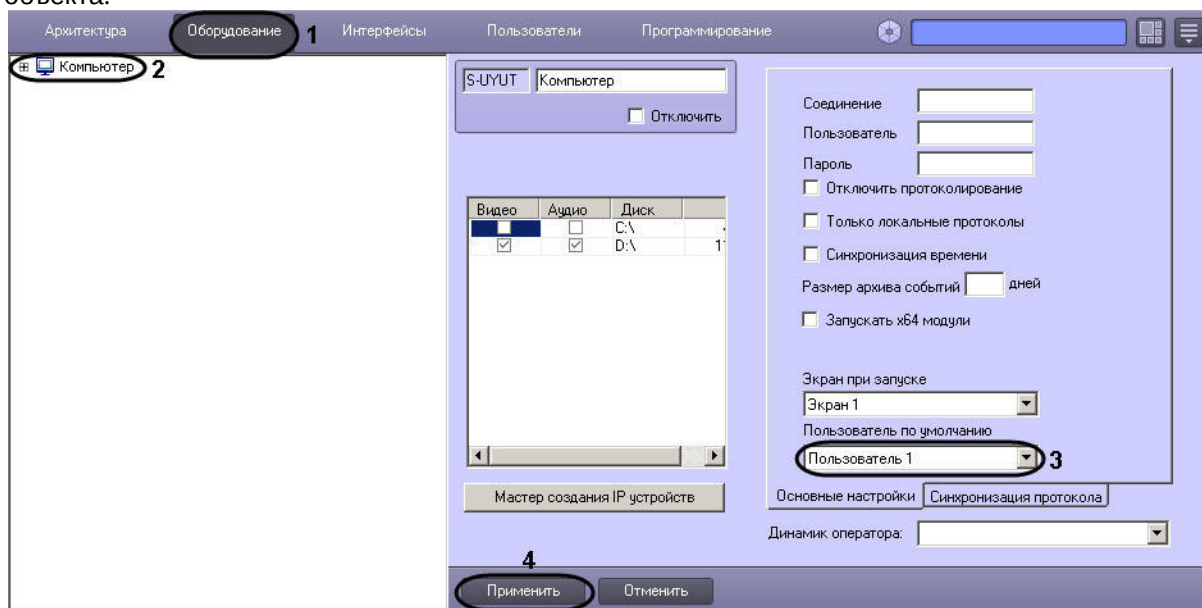 объекта.
Архитектура Оборудование 1 Интерфейсы Пользователи Программирование
Компьютер 2
S-UYUT Компьютер
Отключить
Видео Аудио Диск
C:\
D:\ 11
Мастер создания IP устройств
Соединение
Пользователь
Пароль
Отключить протоколирование
Только локальные протоколы
Синхронизация времени
Размер архива событий дней
Запускать x64 модули
Экран при запуске
Экран 1
Пользователь по умолчанию
Пользователь 1 3
Основные настройки Синхронизация протокола
Динамик оператора:
4
Применить Отменить